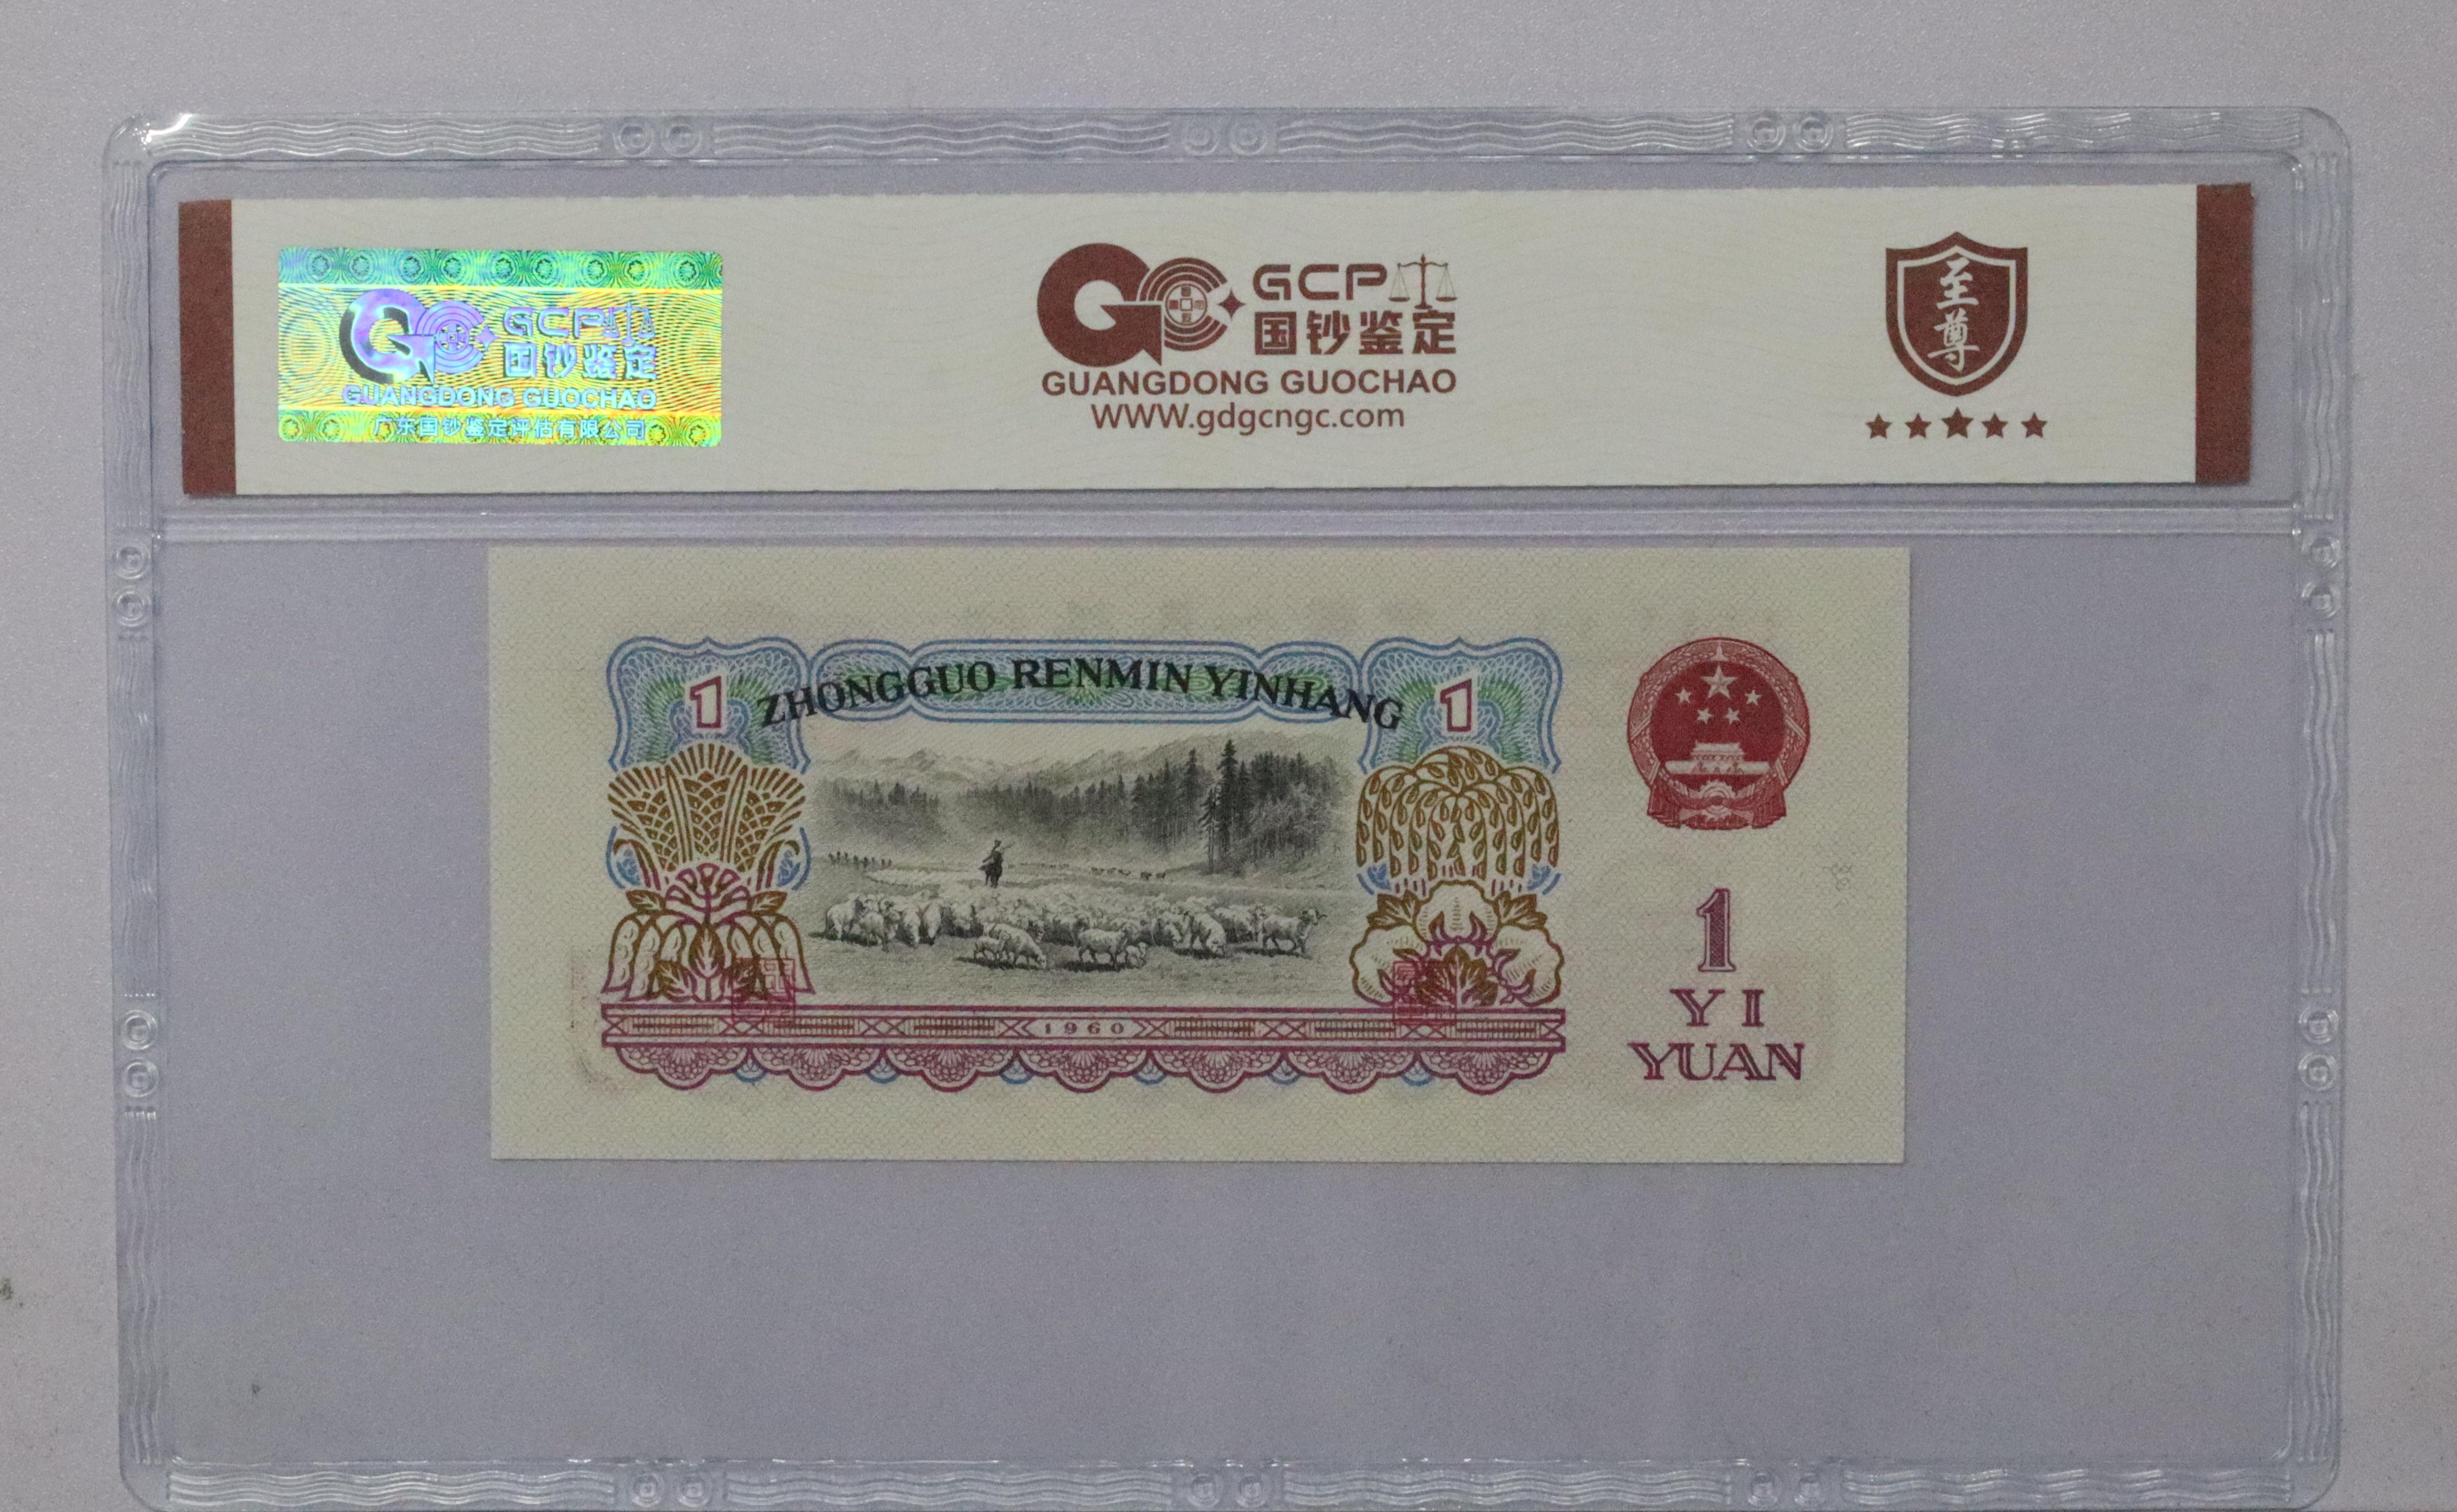 GCP
国钞鉴定
GUANGDONG GUOCHAO
广东国钞鉴定评估有限公司
GCP
国钞鉴定
GUANGDONG GUOCHAO
WWW.gdgcngc.com
至尊
1 ZHONGGUO RENMIN YINHANG 1
1960
1
YI
YUAN